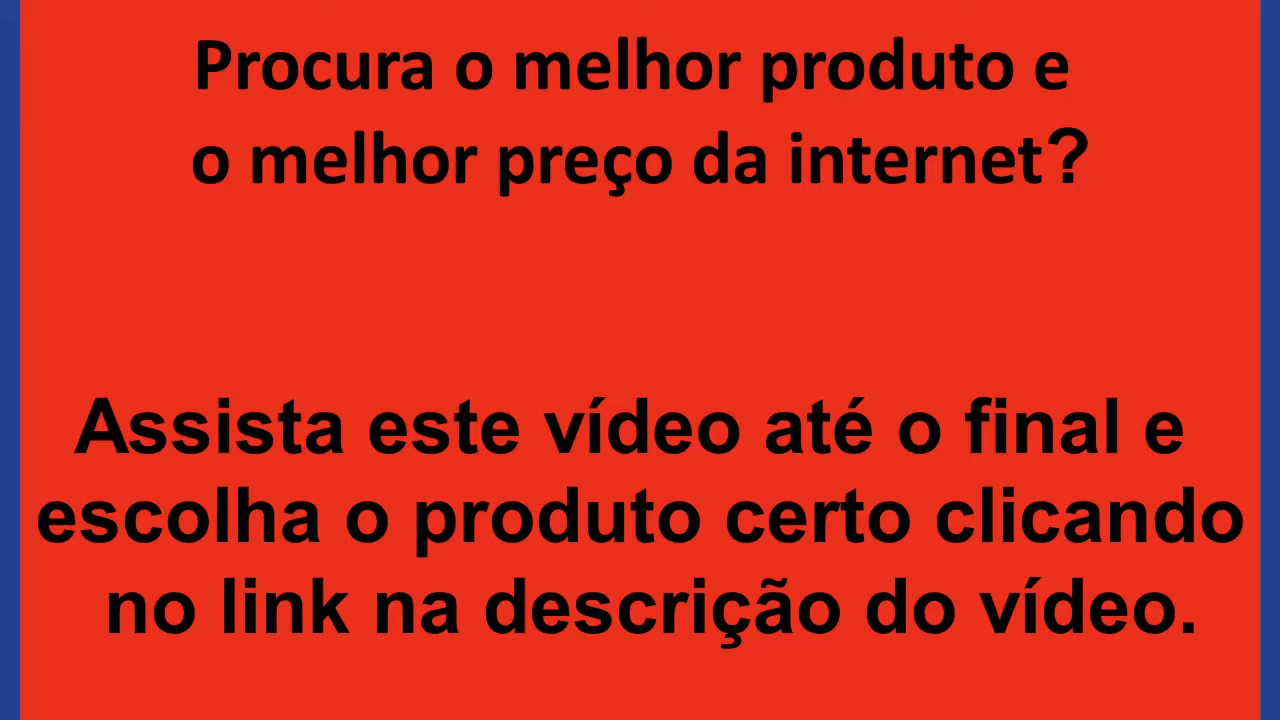 Procura o melhor produto e
o melhor preço da internet?
Assista este vídeo até o final e
escolha o produto certo clicando
no link na descrição do vídeo.